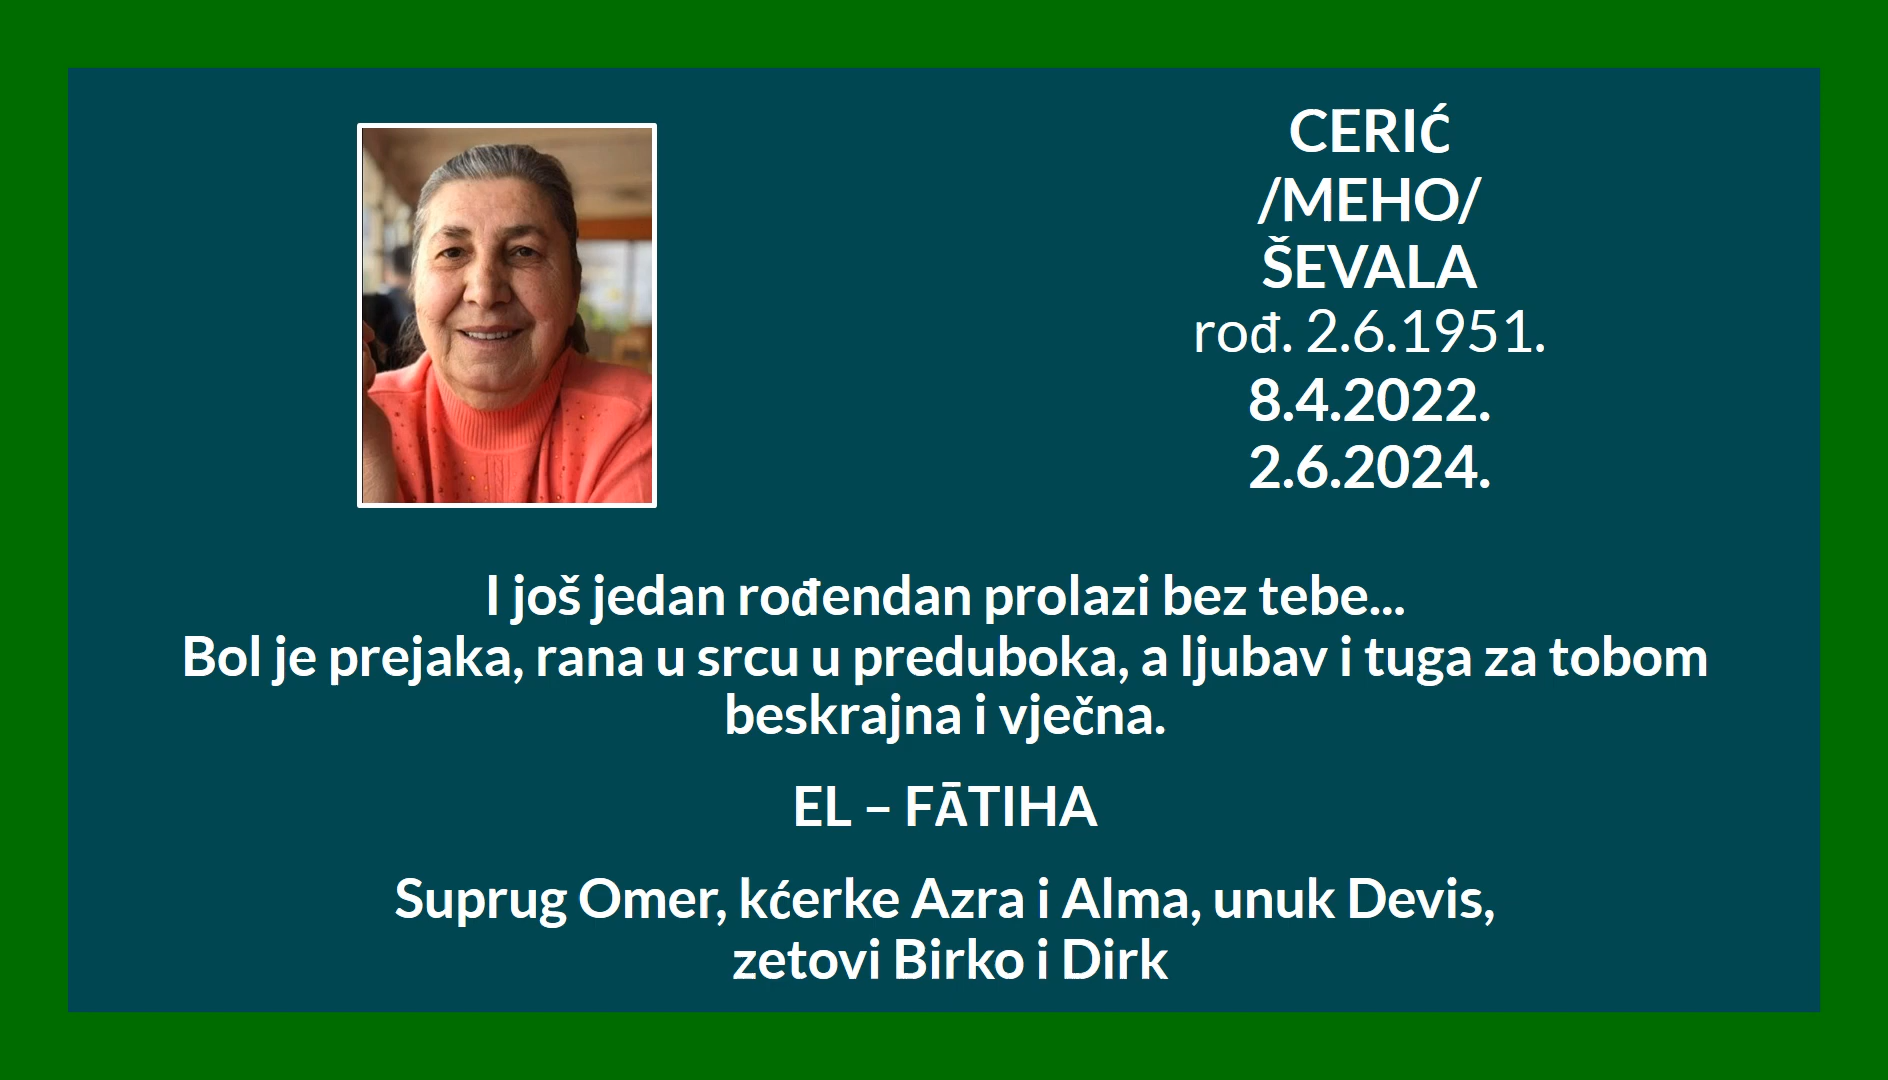 CERIĆ
/MEHO/
ŠEVALA
rođ. 2.6.1951.
8.4.2022.
2.6.2024.
I još jedan rođendan prolazi bez tebe...
Bol je prejaka, rana u srcu u preduboka, a ljubav i tuga za tobom
beskrajna i vječna.
EL – FĀTIHA
Suprug Omer, kćerke Azra i Alma, unuk Devis,
zetovi Birko i Dirk